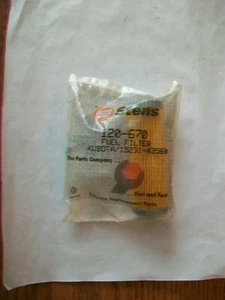 Stens
120-670
FUEL FILTER
KUBOTA/15231-43560
The Parts Company...